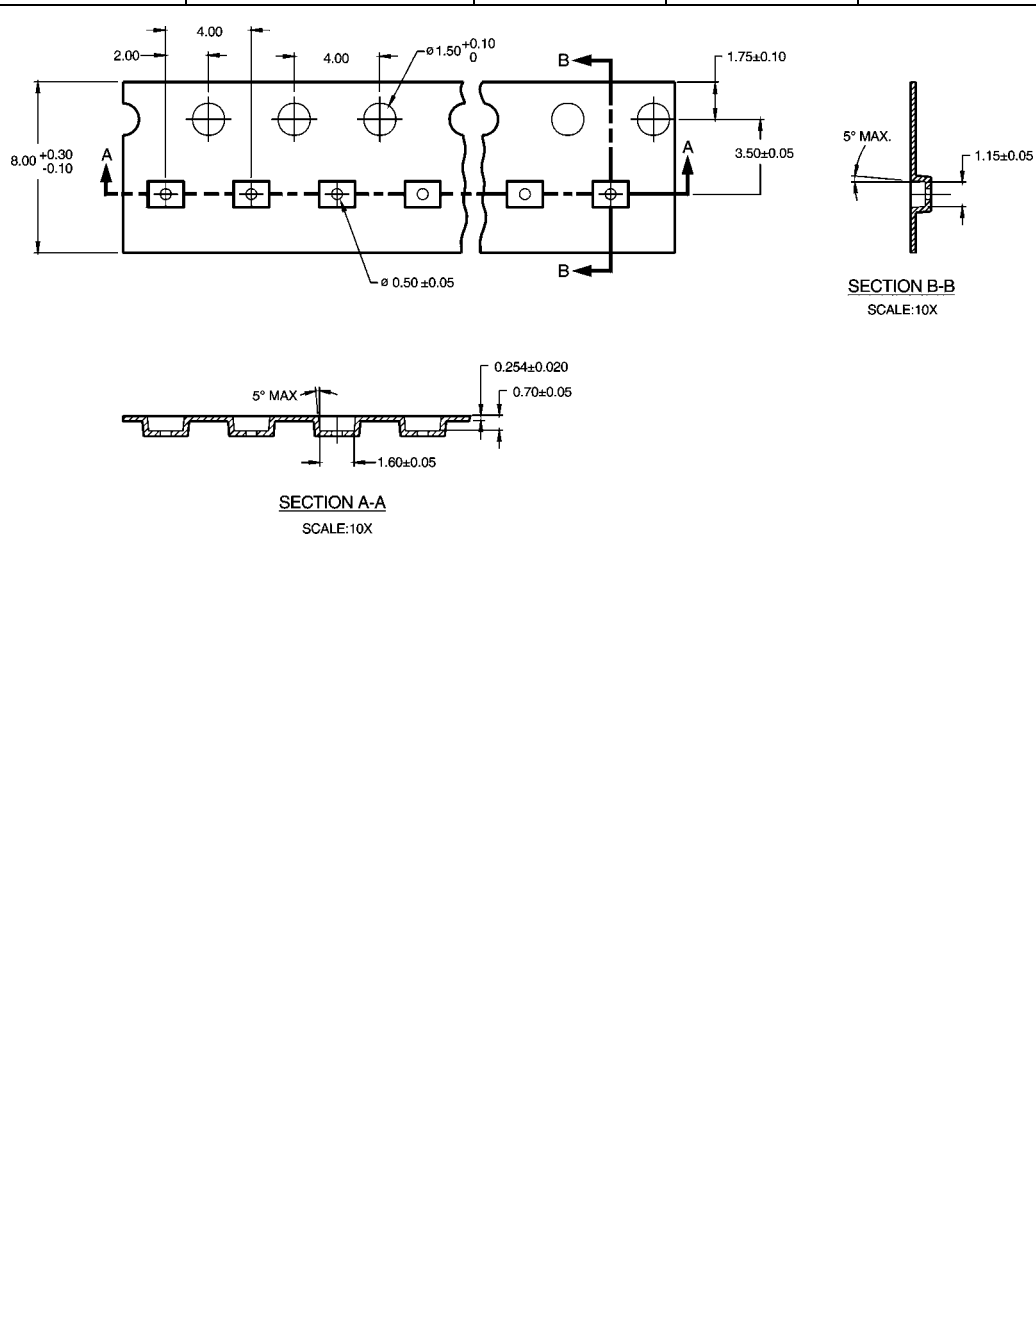 4.00
2.00
4.00
ø1.50 +0.10
0
B
1.75±0.10
8.00 +0.30
-0.10
A
A
3.50±0.05
5° MAX.
1.15±0.05
B
ø 0.50 ±0.05
SECTION B-B
SCALE:10X
0.254±0.020
5° MAX
0.70±0.05
1.60±0.05
SECTION A-A
SCALE:10X